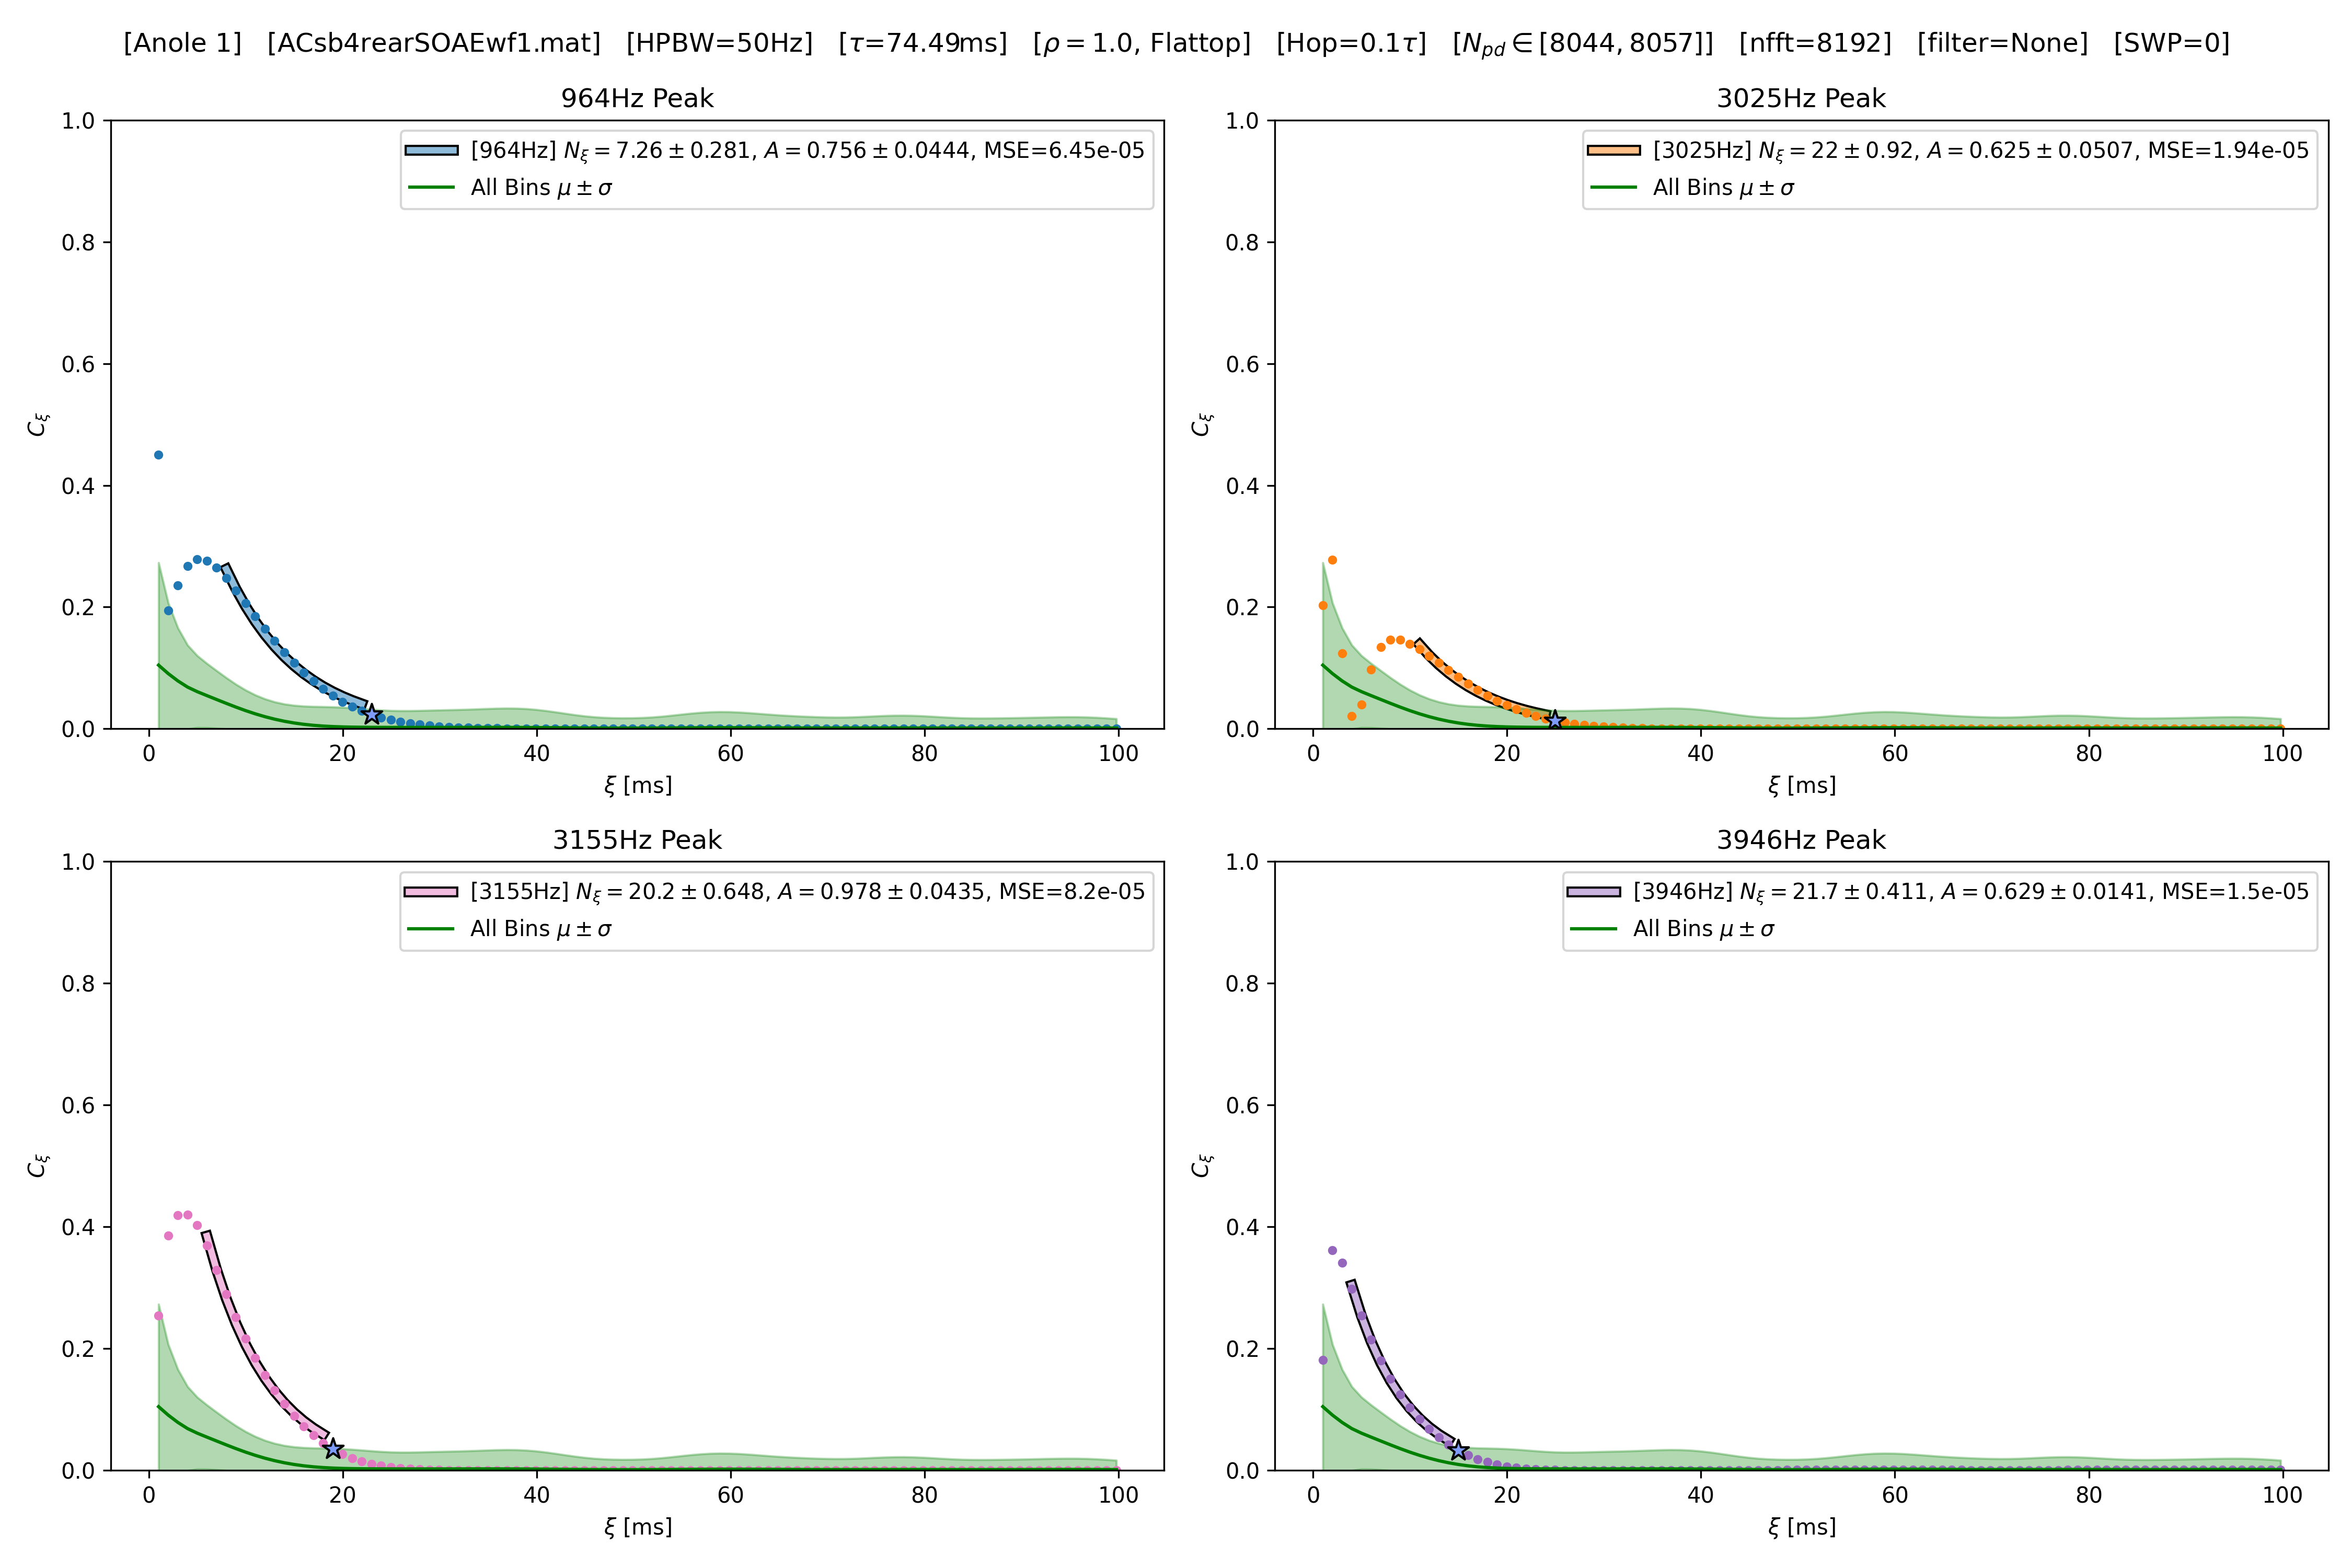 [Anole 1] [ACsb4rearSOAEwf1.mat] [HPBW=50Hz] [τ=74.49ms] [ρ = 1.0, Flattop] [Hop=0.1τ] [N_pd ∈ [8044, 8057]] [nfft=8192] [filter=None] [SWP=0]
964Hz Peak
1.0
0.8
0.6
0.4
0.2
0.0
C_ξ
[964Hz] N_ξ = 7.26 ± 0.281, A = 0.756 ± 0.0444, MSE=6.45e-05
All Bins μ ± σ
0 20 40 60 80 100
ξ [ms]
3025Hz Peak
1.0
0.8
0.6
0.4
0.2
0.0
C_ξ
[3025Hz] N_ξ = 22 ± 0.92, A = 0.625 ± 0.0507, MSE=1.94e-05
All Bins μ ± σ
0 20 40 60 80 100
ξ [ms]
3155Hz Peak
1.0
0.8
0.6
0.4
0.2
0.0
C_ξ
[3155Hz] N_ξ = 20.2 ± 0.648, A = 0.978 ± 0.0435, MSE=8.2e-05
All Bins μ ± σ
0 20 40 60 80 100
ξ [ms]
3946Hz Peak
1.0
0.8
0.6
0.4
0.2
0.0
C_ξ
[3946Hz] N_ξ = 21.7 ± 0.411, A = 0.629 ± 0.0141, MSE=1.5e-05
All Bins μ ± σ
0 20 40 60 80 100
ξ [ms]